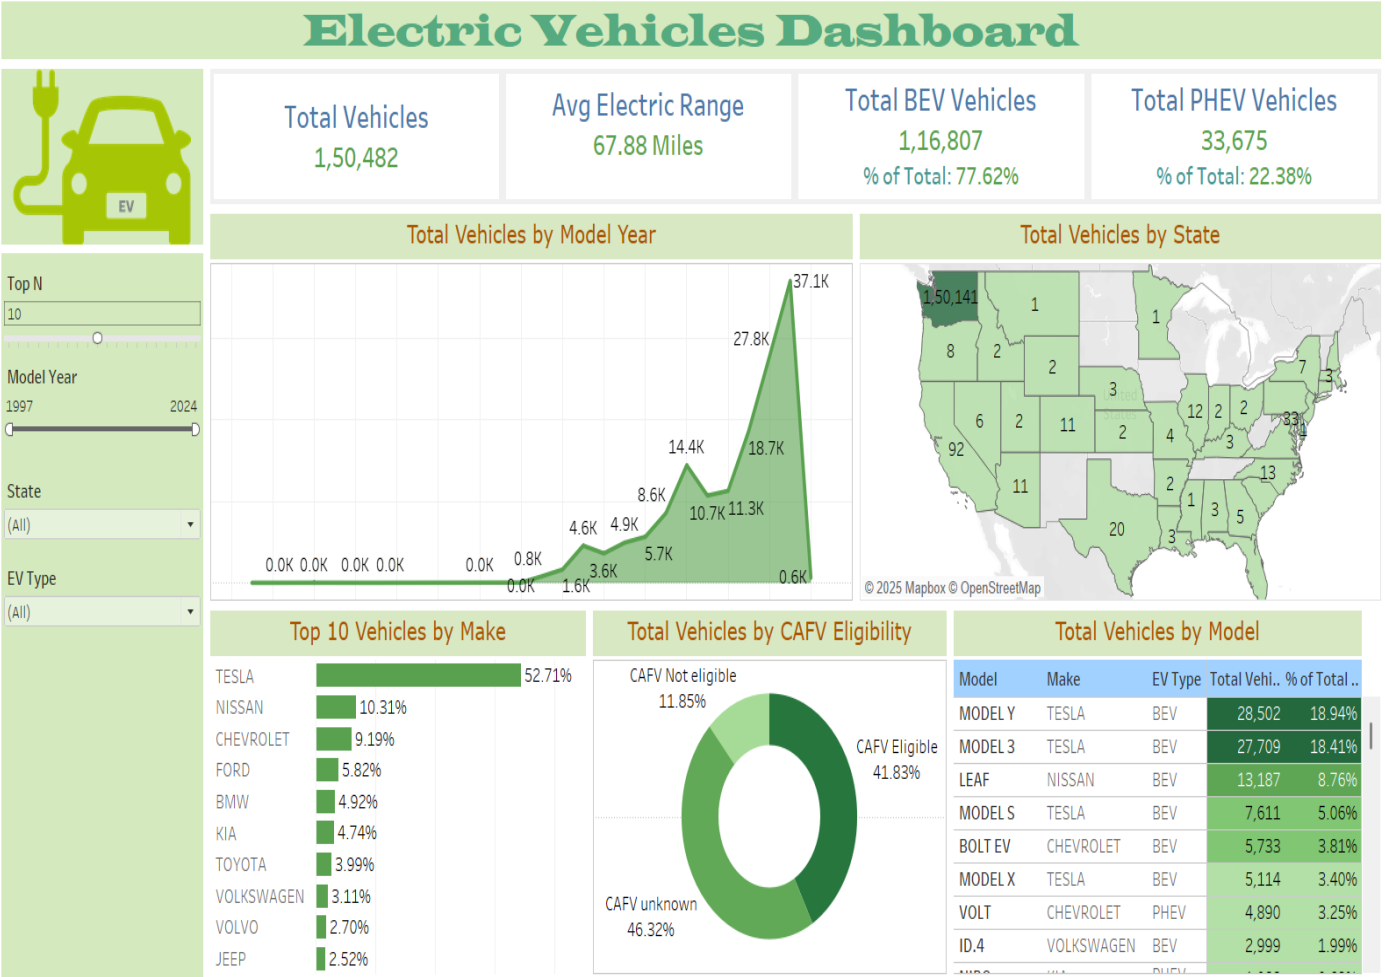 Electric Vehicles Dashboard
EV
Total Vehicles
1,50,482
Avg Electric Range
67.88 Miles
Total BEV Vehicles
1,16,807
% of Total: 77.62%
Total PHEV Vehicles
33,675
% of Total: 22.38%
Top N
10
Model Year
1997 2024
State
(All)
EV Type
(All)
Total Vehicles by Model Year
37.1K
27.8K
18.7K
14.4K
11.3K
10.7K
8.6K
5.7K
4.9K
4.6K
3.6K
1.6K
0.8K
0.0K 0.0K 0.0K 0.0K 0.0K
0.0K
0.6K
Total Vehicles by State
1,50,141
1
1
8
2
2
7
3
3
United
States
6
2
11
2
4
12
2
2
33
1
3
92
11
2
13
1
3
5
20
3
© 2025 Mapbox © OpenStreetMap
Top 10 Vehicles by Make
TESLA 52.71%
NISSAN 10.31%
CHEVROLET 9.19%
FORD 5.82%
BMW 4.92%
KIA 4.74%
TOYOTA 3.99%
VOLKSWAGEN 3.11%
VOLVO 2.70%
JEEP 2.52%
Total Vehicles by CAFV Eligibility
CAFV Not eligible
11.85%
CAFV Eligible
41.83%
CAFV unknown
46.32%
Total Vehicles by Model
Model Make EV Type Total Vehi.. % of Total ..
MODEL Y TESLA BEV 28,502 18.94%
MODEL 3 TESLA BEV 27,709 18.41%
LEAF NISSAN BEV 13,187 8.76%
MODEL S TESLA BEV 7,611 5.06%
BOLT EV CHEVROLET BEV 5,733 3.81%
MODEL X TESLA BEV 5,114 3.40%
VOLT CHEVROLET PHEV 4,890 3.25%
ID.4 VOLKSWAGEN BEV 2,999 1.99%